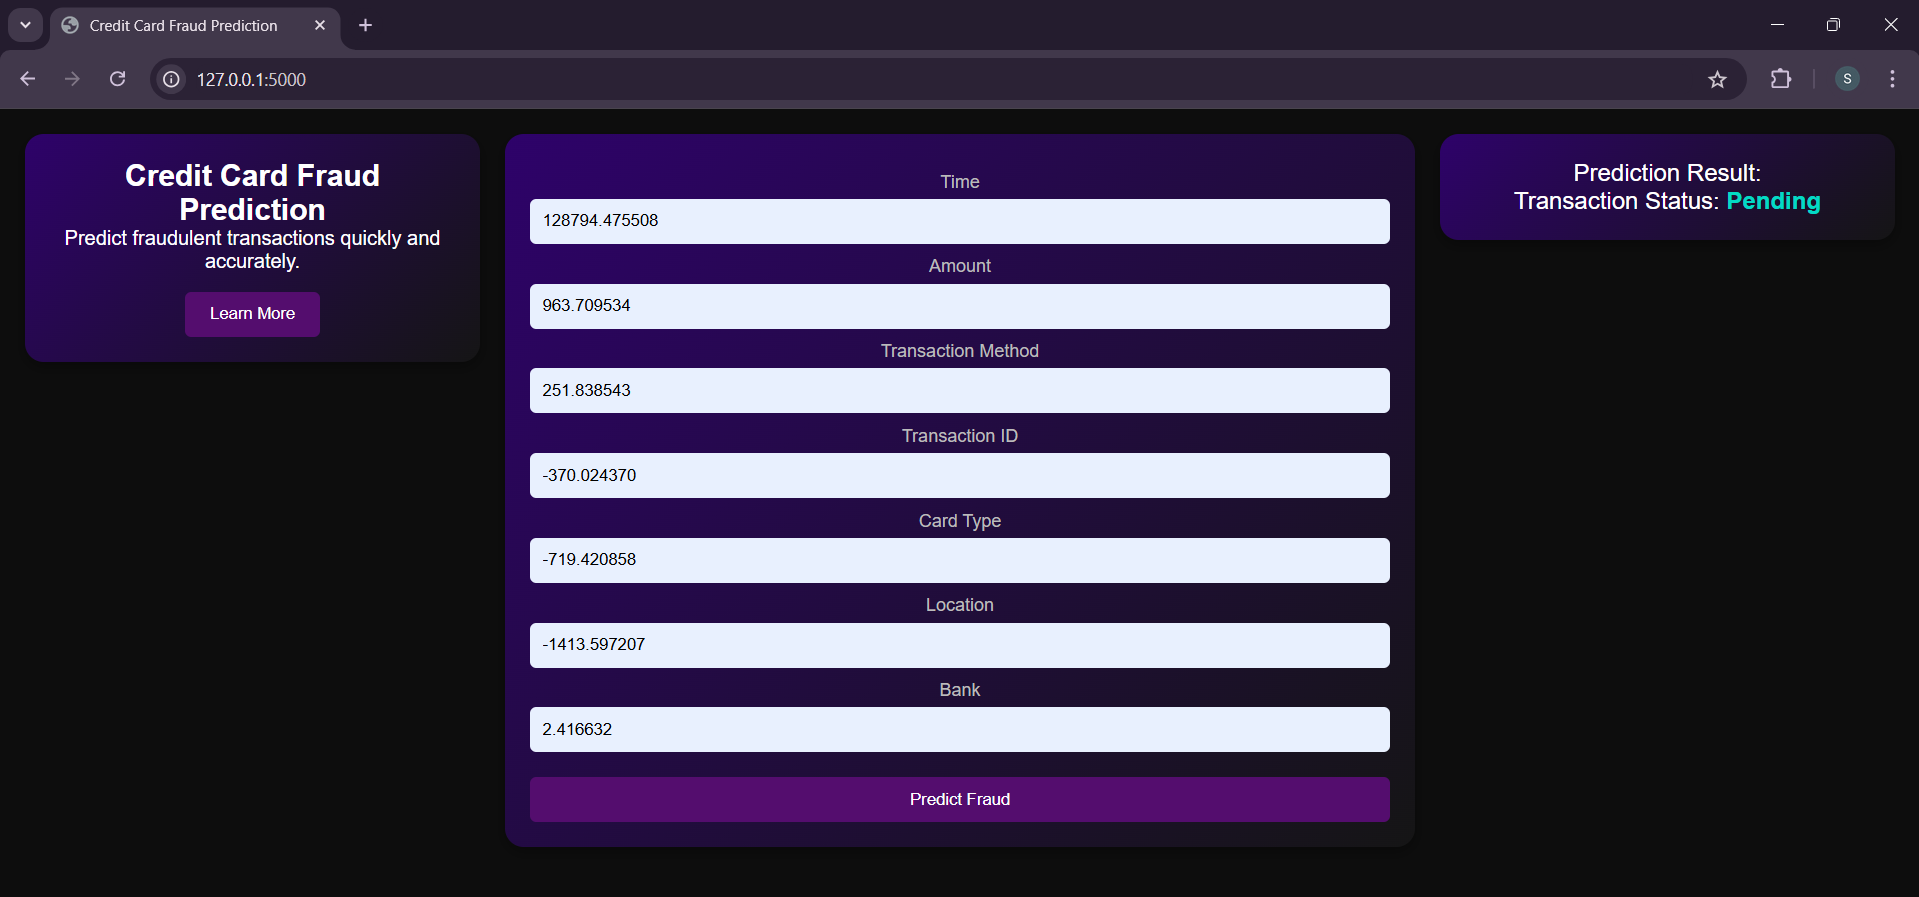 Credit Card Fraud Prediction
127.0.0.1:5000
S
Credit Card Fraud
Prediction
Predict fraudulent transactions quickly and
accurately.
Learn More
Time
128794.475508
Amount
963.709534
Transaction Method
251.838543
Transaction ID
-370.024370
Card Type
-719.420858
Location
-1413.597207
Bank
2.416632
Predict Fraud
Prediction Result:
Transaction Status: Pending